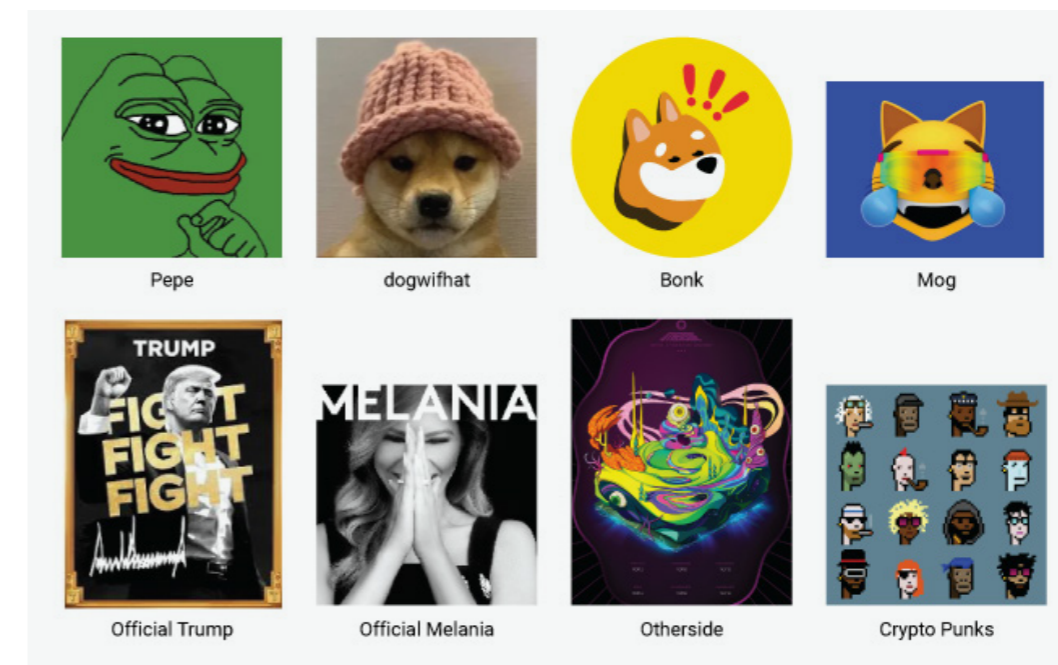 Pepe
dogwifhat
Bonk
Mog
TRUMP
FIGHT
FIGHT
FIGHT
MELANIA
Official Trump
Official Melania
Otherside
Crypto Punks